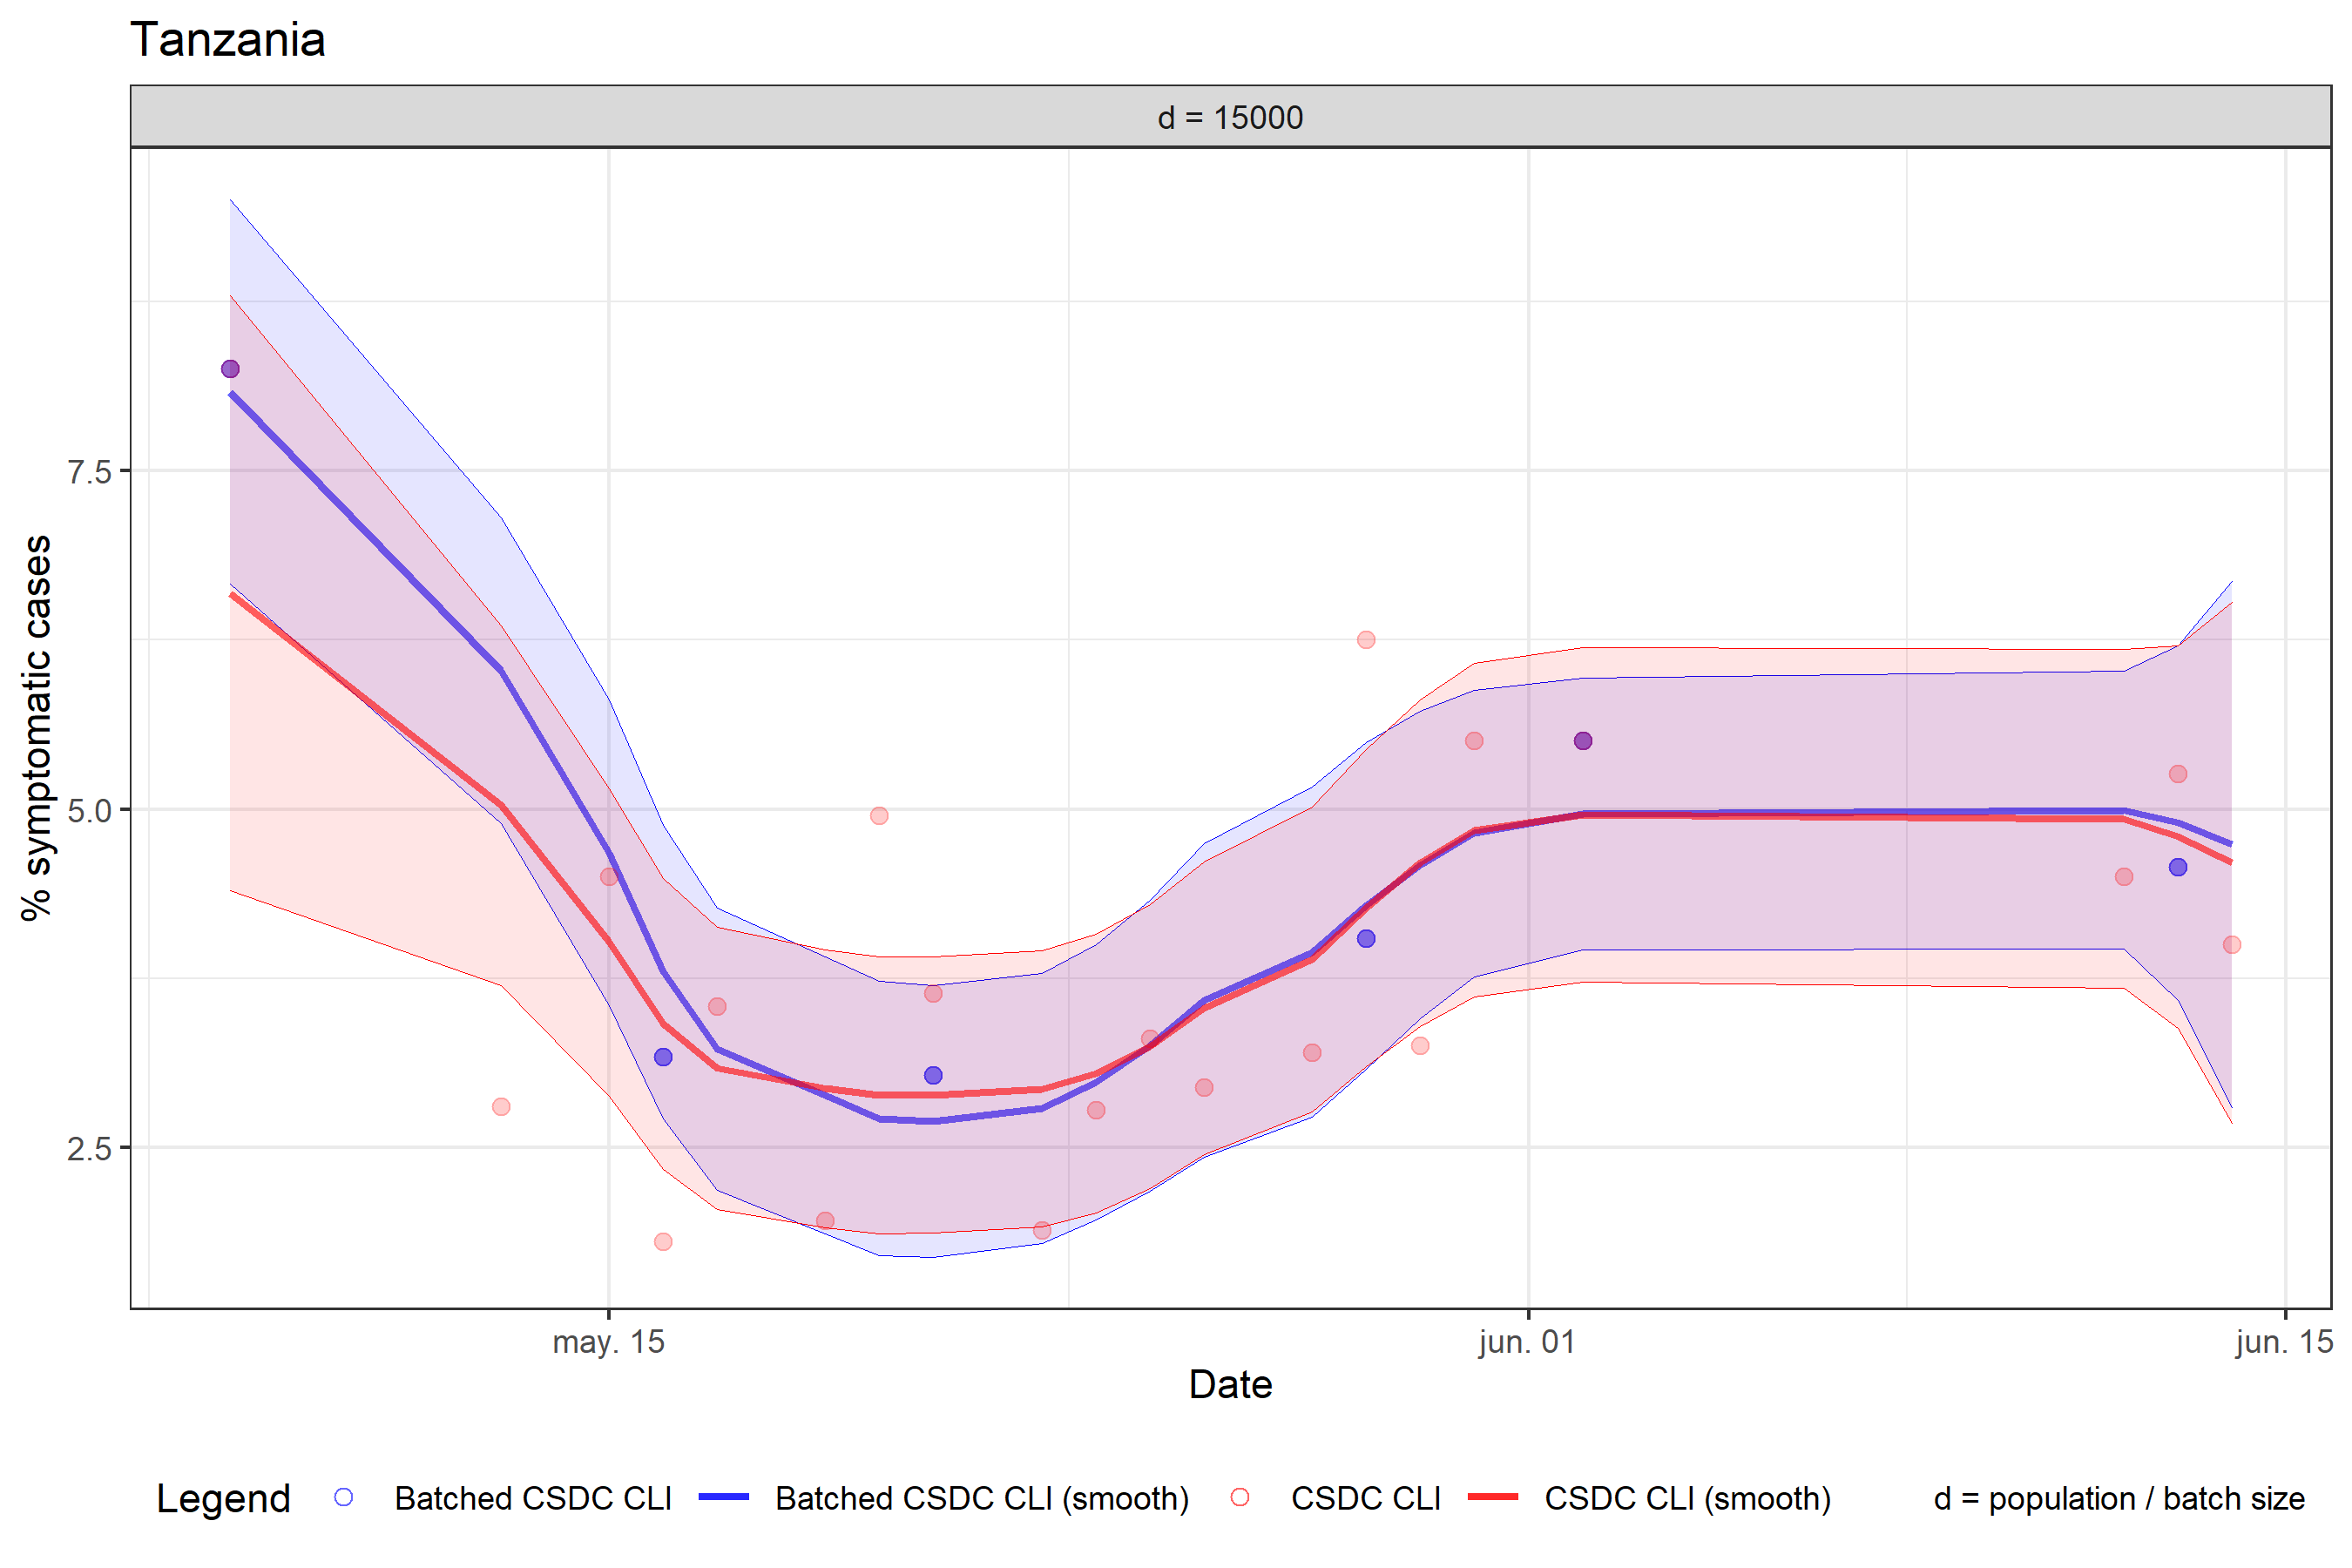 Tanzania
d = 15000
% symptomatic cases
7.5
5.0
2.5
may. 15
jun. 01
jun. 15
Date
Legend
Batched CSDC CLI
Batched CSDC CLI (smooth)
CSDC CLI
CSDC CLI (smooth)
d = population / batch size